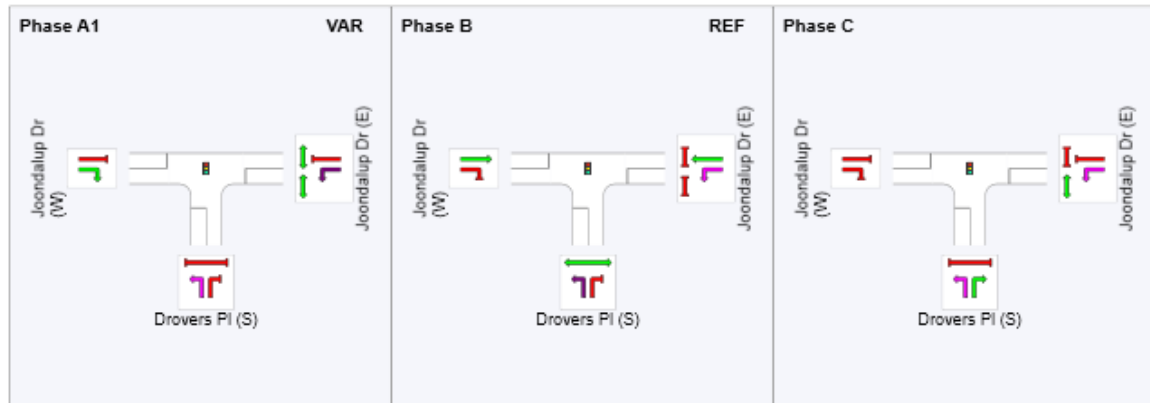 Phase A1
VAR
Joondalup Dr
(W)
Joondalup Dr (E)
Drovers Pl (S)
Phase B
REF
Joondalup Dr
(W)
Joondalup Dr (E)
Drovers Pl (S)
Phase C
Joondalup Dr
(W)
Joondalup Dr (E)
Drovers Pl (S)